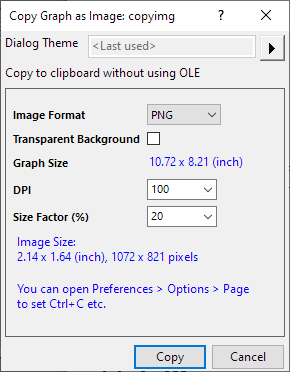 Copy Graph as Image: copyimg
Dialog Theme <Last used>
Copy to clipboard without using OLE
Image Format PNG
Transparent Background
Graph Size 10.72 x 8.21 (inch)
DPI 100
Size Factor (%) 20
Image Size:
2.14 x 1.64 (inch), 1072 x 821 pixels
You can open Preferences > Options > Page
to set Ctrl+C etc.
Copy Cancel